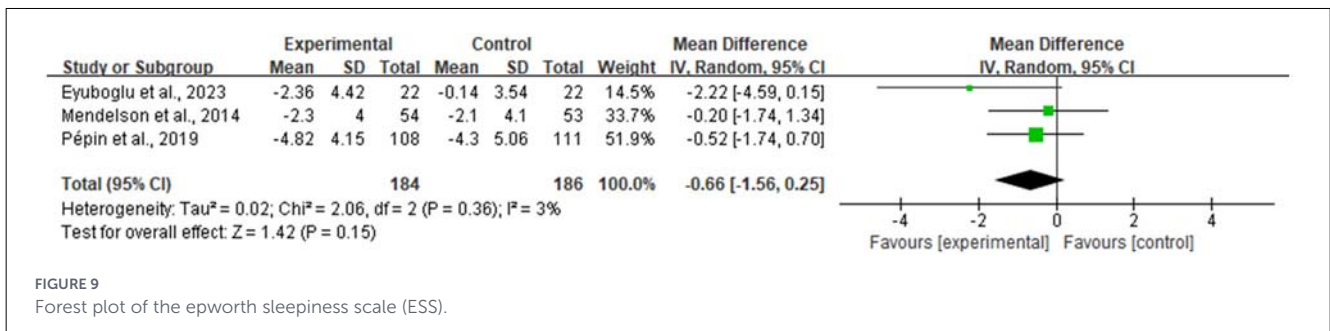 Experimental Control Mean Difference Mean Difference
Study or Subgroup Mean SD Total Mean SD Total Weight IV, Random, 95% CI IV, Random, 95% CI
Eyuboglu et al., 2023 -2.36 4.42 22 -0.14 3.54 22 14.5% -2.22 [-4.59, 0.15]
Mendelson et al., 2014 -2.3 4 54 -2.1 4.1 53 33.7% -0.20 [-1.74, 1.34]
Pépin et al., 2019 -4.82 4.15 108 -4.3 5.06 111 51.9% -0.52 [-1.74, 0.70]
Total (95% CI) 184 186 100.0% -0.66 [-1.56, 0.25]
Heterogeneity: Tau² = 0.02; Chi² = 2.06, df = 2 (P = 0.36); I² = 3%
Test for overall effect: Z = 1.42 (P = 0.15)
-4 -2 0 2 4
Favours [experimental] Favours [control]
FIGURE 9
Forest plot of the epworth sleepiness scale (ESS).